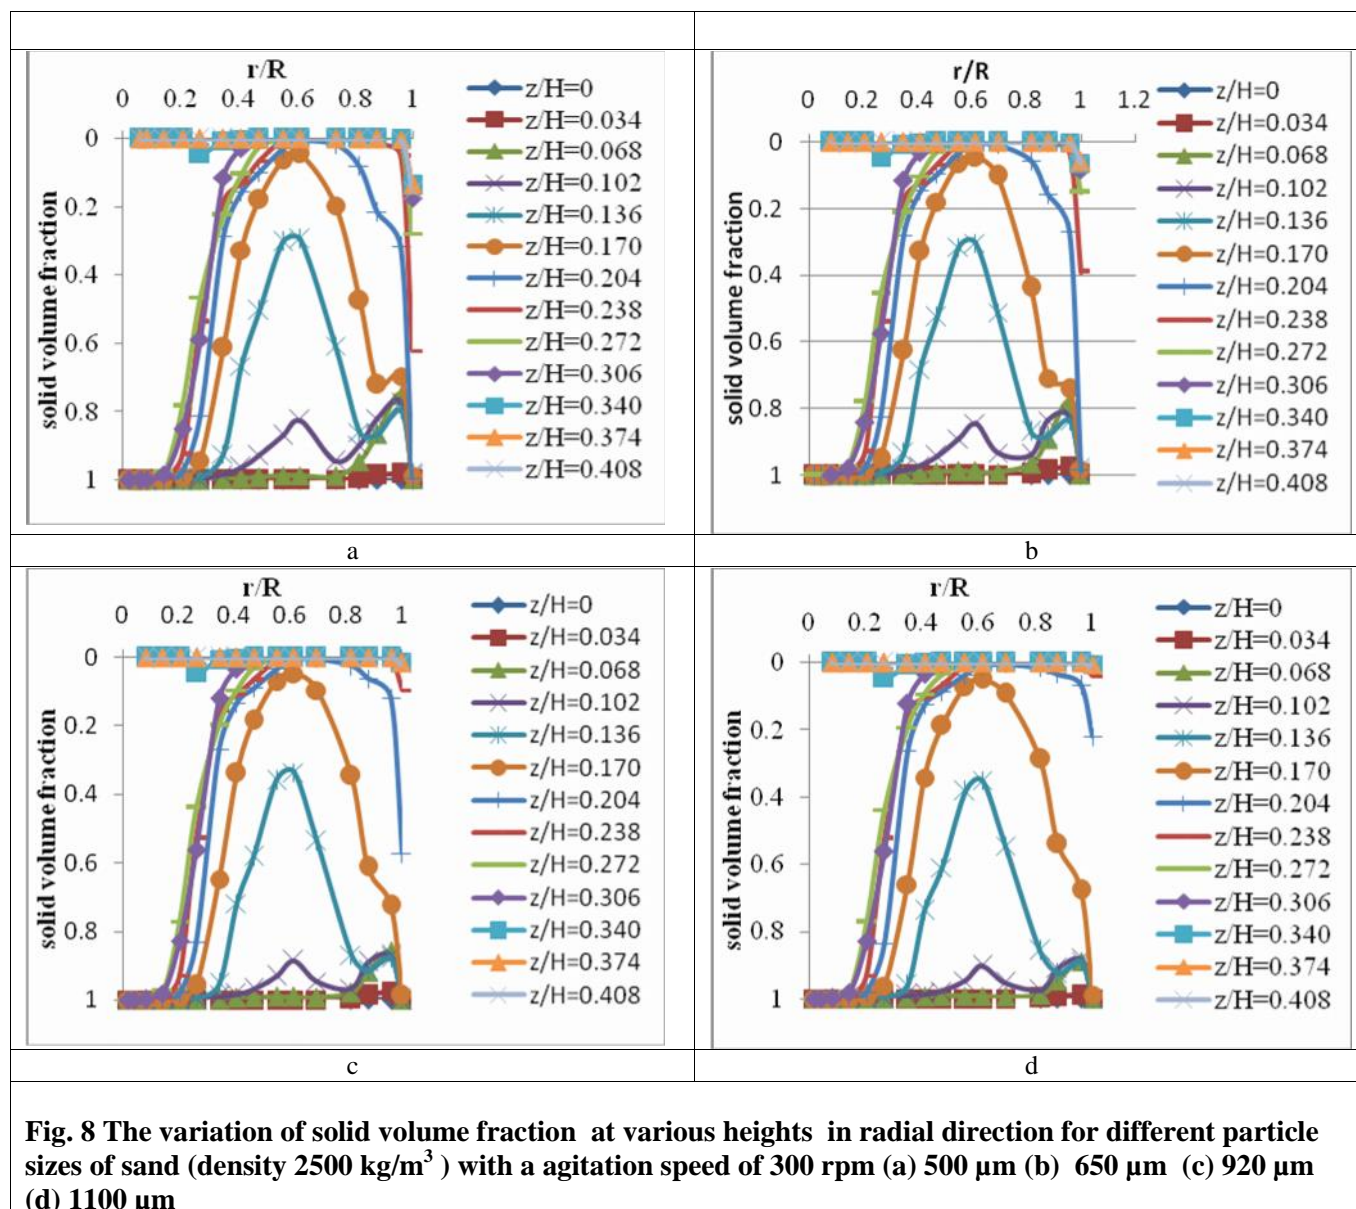 r/R
0 0.2 0.4 0.6 0.8 1
0
0.2
0.4
0.6
0.8
1
solid volume fraction
z/H=0
z/H=0.034
z/H=0.068
z/H=0.102
z/H=0.136
z/H=0.170
z/H=0.204
z/H=0.238
z/H=0.272
z/H=0.306
z/H=0.340
z/H=0.374
z/H=0.408
a
r/R
0 0.2 0.4 0.6 0.8 1 1.2
0
0.2
0.4
0.6
0.8
1
solid volume fraction
z/H=0
z/H=0.034
z/H=0.068
z/H=0.102
z/H=0.136
z/H=0.170
z/H=0.204
z/H=0.238
z/H=0.272
z/H=0.306
z/H=0.340
z/H=0.374
z/H=0.408
b
r/R
0 0.2 0.4 0.6 0.8 1
0
0.2
0.4
0.6
0.8
1
solid volume fraction
z/H=0
z/H=0.034
z/H=0.068
z/H=0.102
z/H=0.136
z/H=0.170
z/H=0.204
z/H=0.238
z/H=0.272
z/H=0.306
z/H=0.340
z/H=0.374
z/H=0.408
c
r/R
0 0.2 0.4 0.6 0.8 1
0
0.2
0.4
0.6
0.8
1
solid volume fraction
z/H=0
z/H=0.034
z/H=0.068
z/H=0.102
z/H=0.136
z/H=0.170
z/H=0.204
z/H=0.238
z/H=0.272
z/H=0.306
z/H=0.340
z/H=0.374
z/H=0.408
d
Fig. 8 The variation of solid volume fraction at various heights in radial direction for different particle
sizes of sand (density 2500 kg/m³ ) with a agitation speed of 300 rpm (a) 500 µm (b) 650 µm (c) 920 µm
(d) 1100 µm